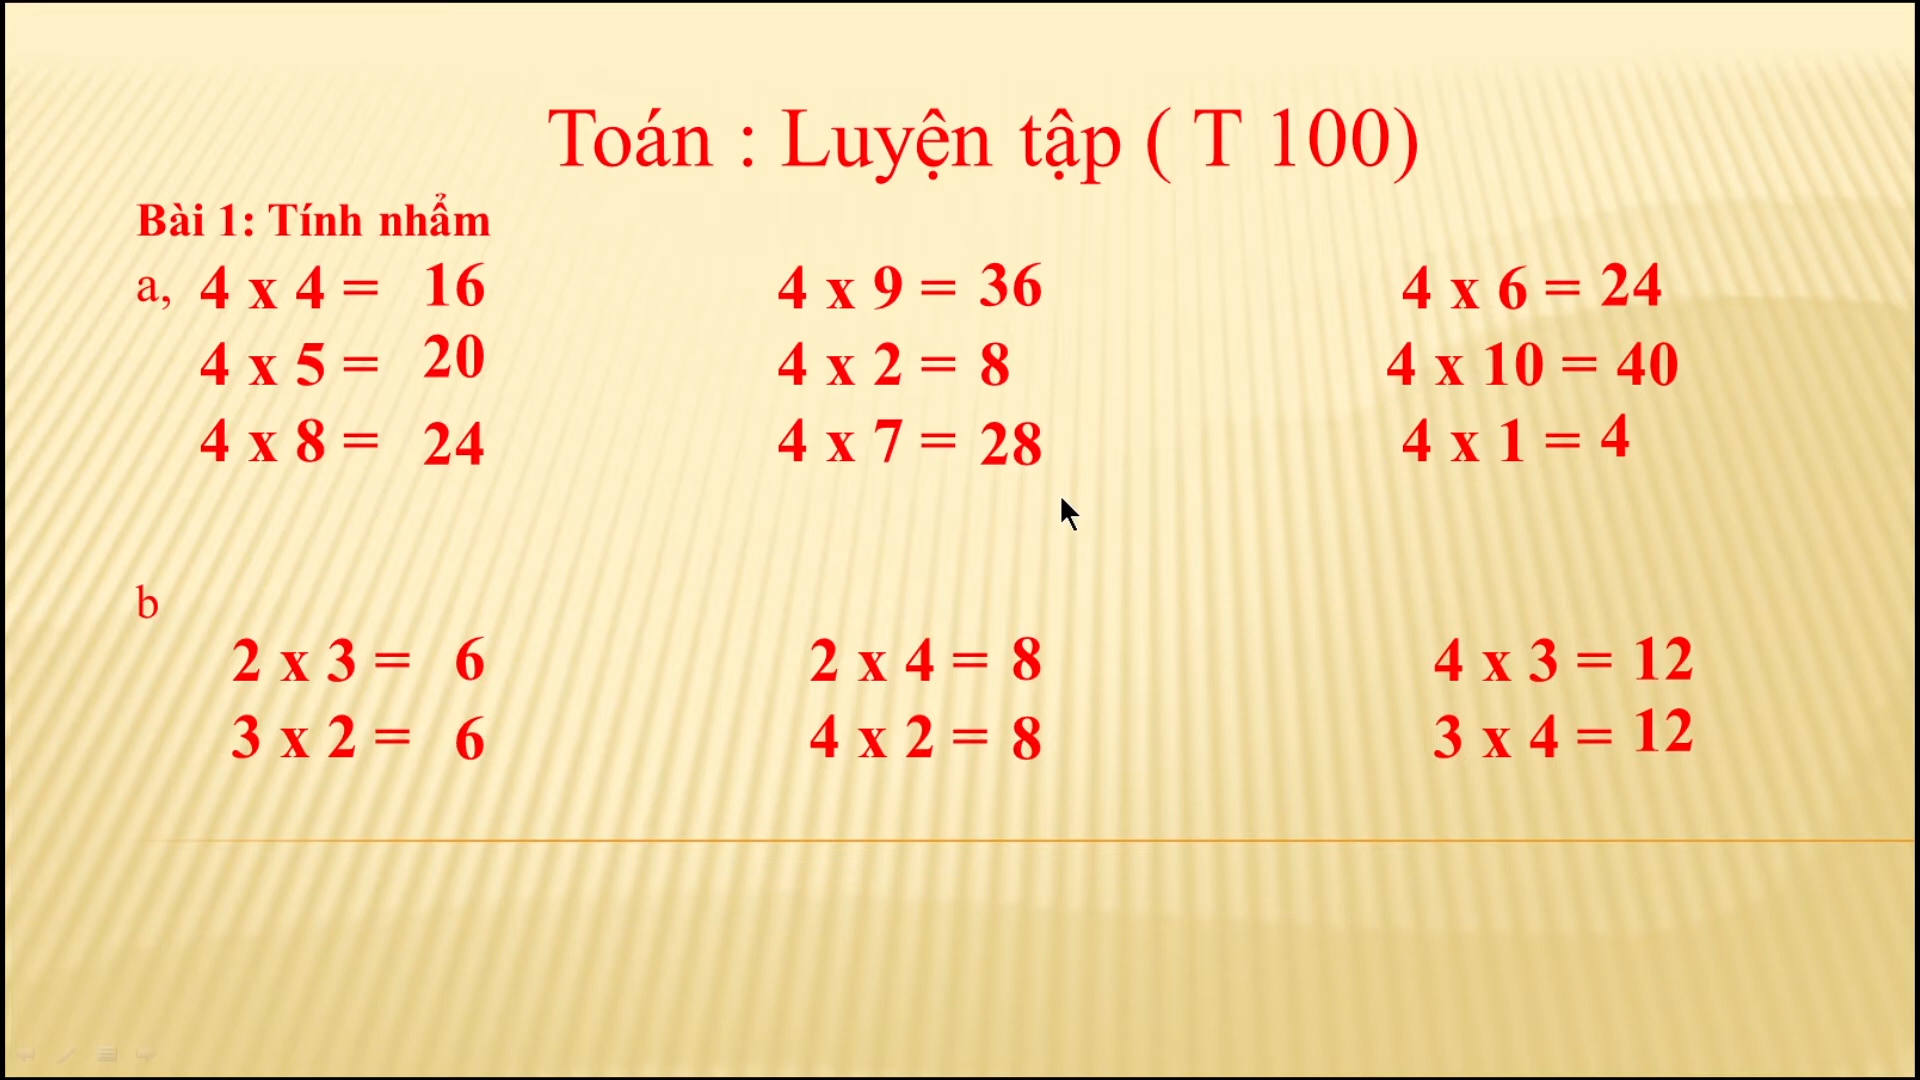 Toán : Luyện tập ( T 100)
Bài 1: Tính nhẩm
a, 4 x 4 = 16 4 x 9 = 36 4 x 6 = 24
4 x 5 = 20 4 x 2 = 8 4 x 10 = 40
4 x 8 = 24 4 x 7 = 28 4 x 1 = 4
b
2 x 3 = 6 2 x 4 = 8 4 x 3 = 12
3 x 2 = 6 4 x 2 = 8 3 x 4 = 12